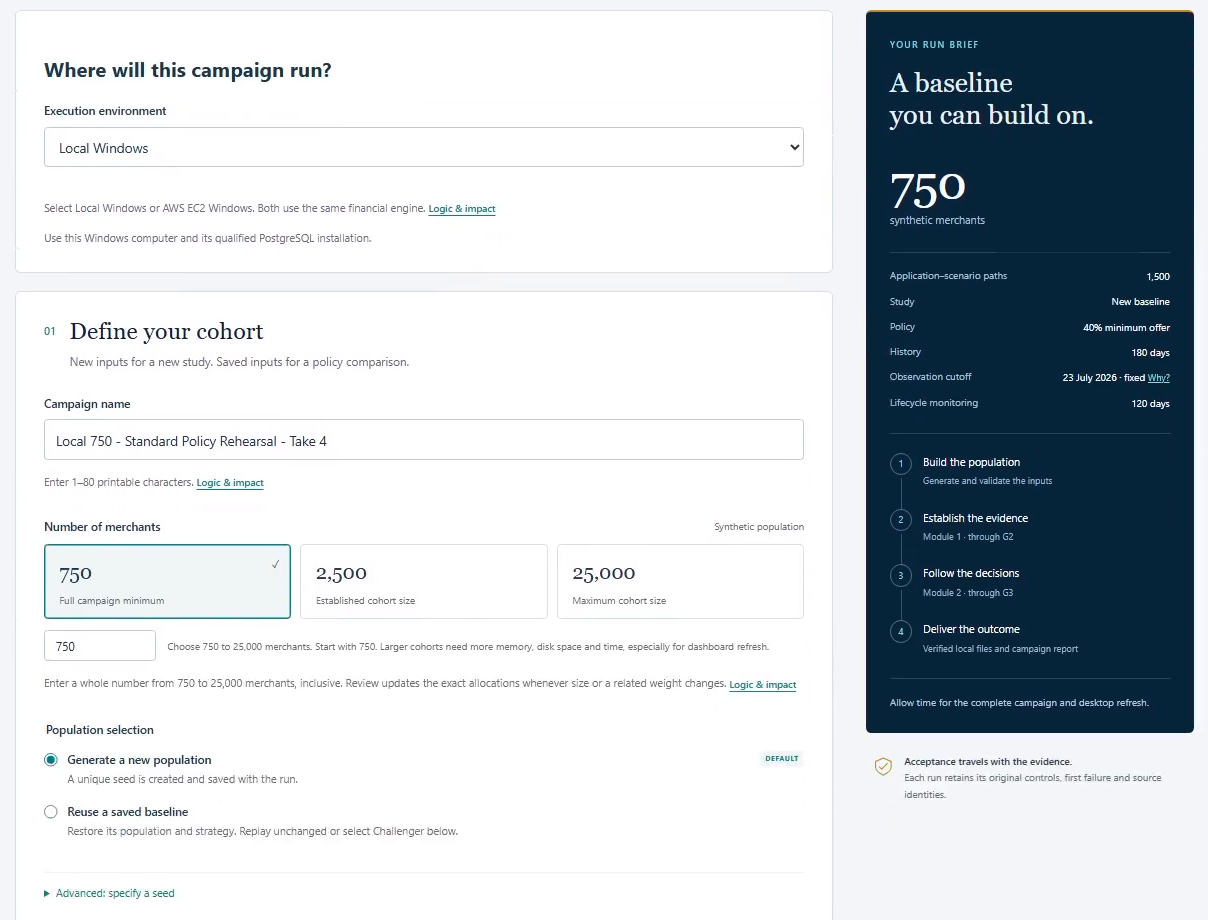 Where will this campaign run?
Execution environment
Local Windows
Select Local Windows or AWS EC2 Windows. Both use the same financial engine. Logic & impact
Use this Windows computer and its qualified PostgreSQL installation.
01 Define your cohort
New inputs for a new study. Saved inputs for a policy comparison.
Campaign name
Local 750 - Standard Policy Rehearsal - Take 4
Enter 1–80 printable characters. Logic & impact
Number of merchants
Synthetic population
750
Full campaign minimum
2,500
Established cohort size
25,000
Maximum cohort size
750
Choose 750 to 25,000 merchants. Start with 750. Larger cohorts need more memory, disk space and time, especially for dashboard refresh.
Enter a whole number from 750 to 25,000 merchants, inclusive. Review updates the exact allocations whenever size or a related weight changes. Logic & impact
Population selection
Generate a new population
DEFAULT
A unique seed is created and saved with the run.
Reuse a saved baseline
Restore its population and strategy. Replay unchanged or select Challenger below.
Advanced: specify a seed
YOUR RUN BRIEF
A baseline
you can build on.
750
synthetic merchants
Application–scenario paths 1,500
Study New baseline
Policy 40% minimum offer
History 180 days
Observation cutoff 23 July 2026 · fixed Why?
Lifecycle monitoring 120 days
1 Build the population
Generate and validate the inputs
2 Establish the evidence
Module 1 · through G2
3 Follow the decisions
Module 2 · through G3
4 Deliver the outcome
Verified local files and campaign report
Allow time for the complete campaign and desktop refresh.
Acceptance travels with the evidence.
Each run retains its original controls, first failure and source
identities.